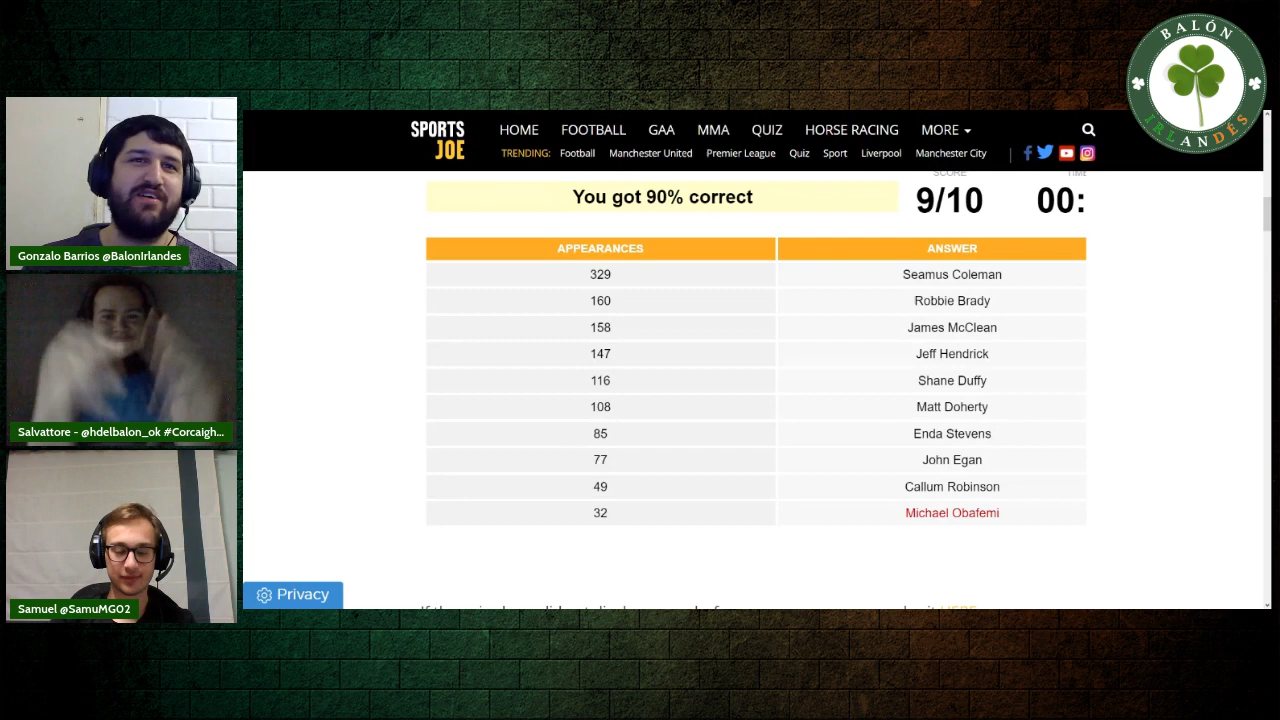 BALÓN
IRLANDÉS
SPORTS
JOE
HOME FOOTBALL GAA MMA QUIZ HORSE RACING MORE
TRENDING: Football Manchester United Premier League Quiz Sport Liverpool Manchester City
SCORE
You got 90% correct 9/10 00:
APPEARANCES ANSWER
329 Seamus Coleman
160 Robbie Brady
158 James McClean
147 Jeff Hendrick
116 Shane Duffy
108 Matt Doherty
85 Enda Stevens
77 John Egan
49 Callum Robinson
32 Michael Obafemi
Privacy
Gonzalo Barrios @BalonIrlandes
Salvattore - @hdelbalon_ok #Corcaigh...
Samuel @SamuMG02